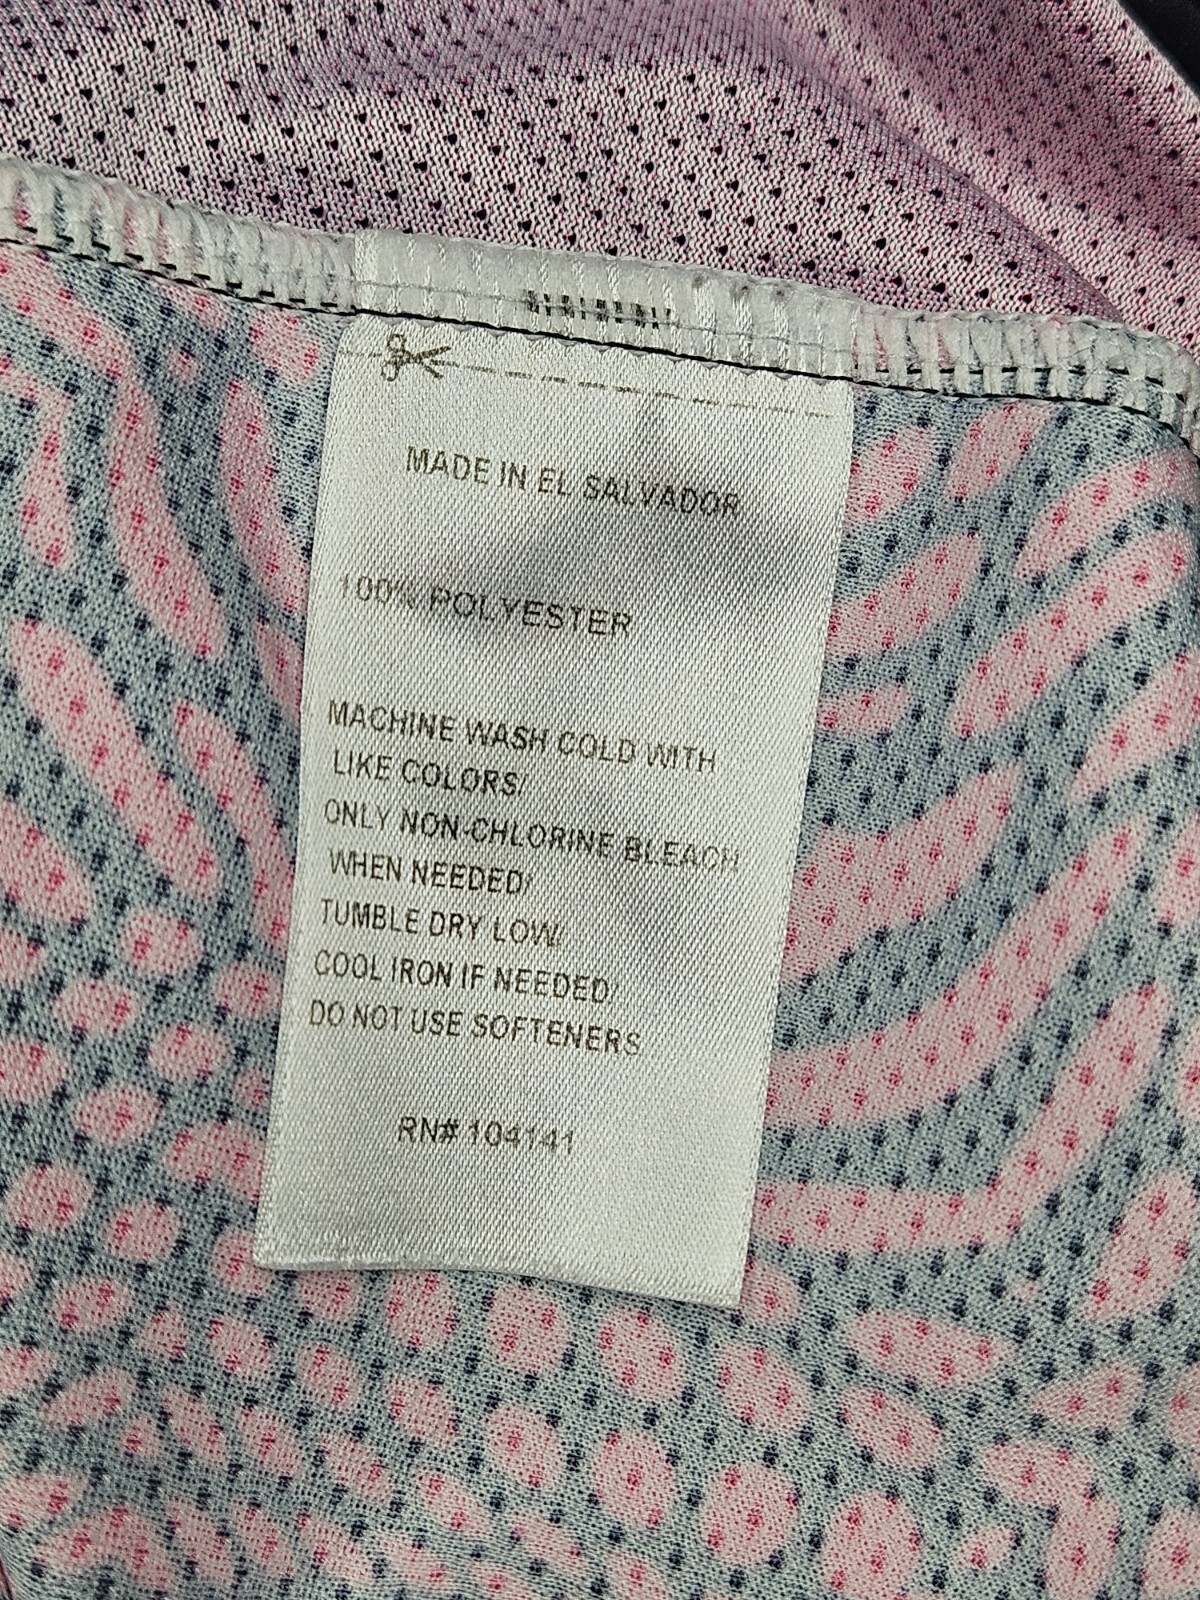 MADE IN EL SALVADOR
100% POLYESTER
MACHINE WASH COLD WITH
LIKE COLORS/
ONLY NON-CHLORINE BLEACH
WHEN NEEDED/
TUMBLE DRY LOW/
COOL IRON IF NEEDED/
DO NOT USE SOFTENERS
RN# 104141